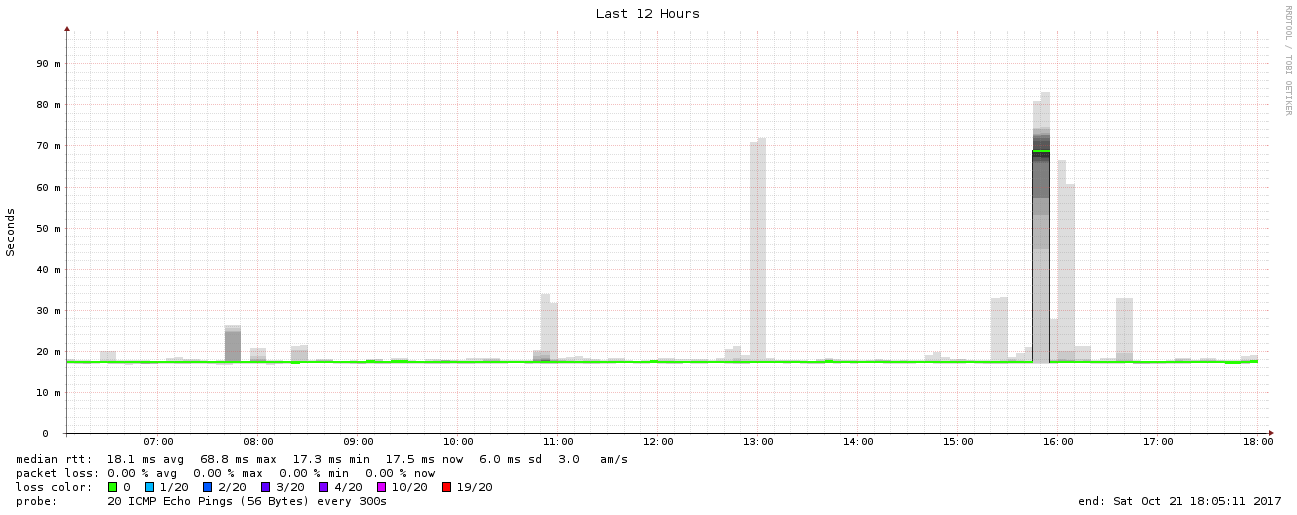 Last 12 Hours
RRDTOOL / TOBI OETIKER
Seconds
90 m
80 m
70 m
60 m
50 m
40 m
30 m
20 m
10 m
0
07:00 08:00 09:00 10:00 11:00 12:00 13:00 14:00 15:00 16:00 17:00 18:00
median rtt: 18.1 ms avg 68.8 ms max 17.3 ms min 17.5 ms now 6.0 ms sd 3.0 am/s
packet loss: 0.00 % avg 0.00 % max 0.00 % min 0.00 % now
loss color: 0 1/20 2/20 3/20 4/20 10/20 19/20
probe: 20 ICMP Echo Pings (56 Bytes) every 300s end: Sat Oct 21 18:05:11 2017